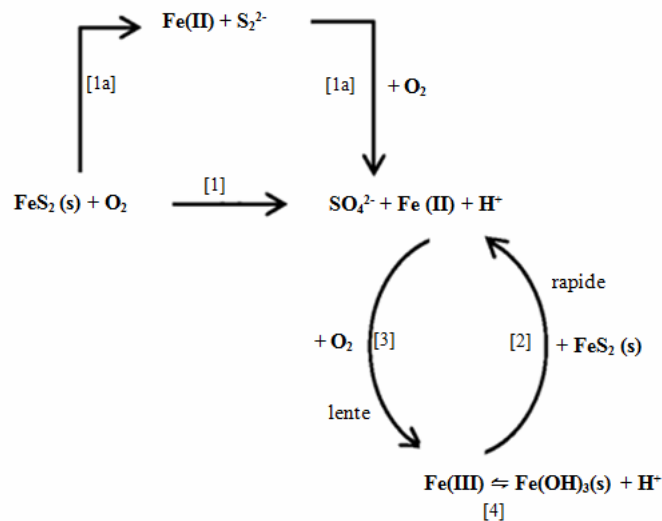 Fe(II) + S₂²⁻
[1a]
[1a]
+ O₂
[1]
FeS₂ (s) + O₂
SO₄²⁻ + Fe (II) + H⁺
rapide
+ O₂
[3]
[2]
+ FeS₂ (s)
lente
Fe(III) ⇋ Fe(OH)₃(s) + H⁺
[4]